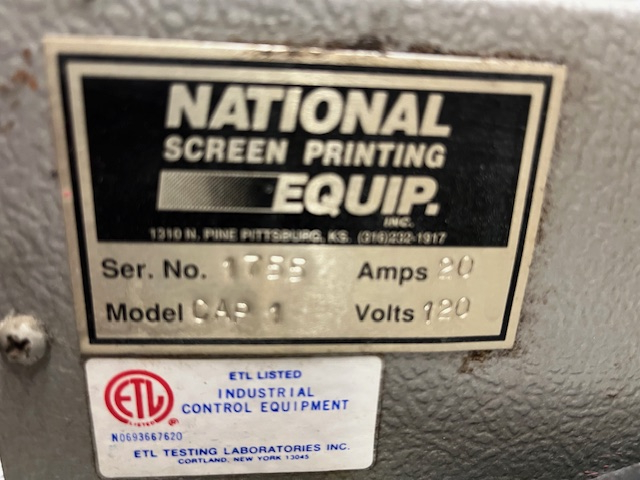 NATIONAL
SCREEN PRINTING
EQUIP.
INC.
1310 N. PINE PITTSBURG, KS. (316)232-1917
Ser. No. 1755 Amps 20
Model CAP 1 Volts 120
ETL LISTED
INDUSTRIAL
CONTROL EQUIPMENT
ETL
LISTED
N0693667620
ETL TESTING LABORATORIES INC.
CORTLAND, NEW YORK 13045